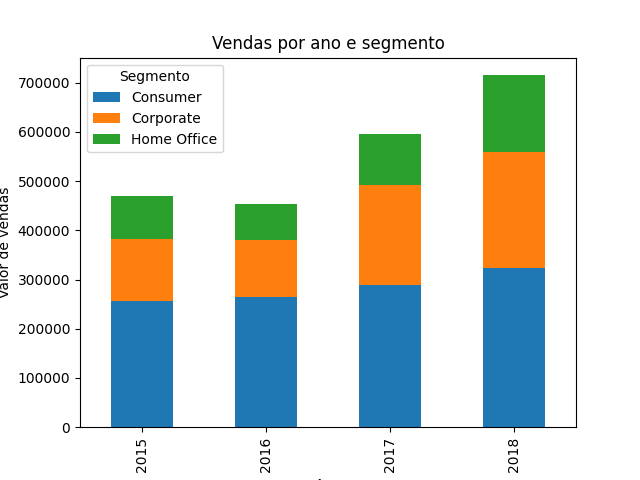 Vendas por ano e segmento
Segmento
Consumer
Corporate
Home Office
700000
600000
500000
400000
300000
200000
100000
0
Valor de vendas
2015
2016
2017
2018